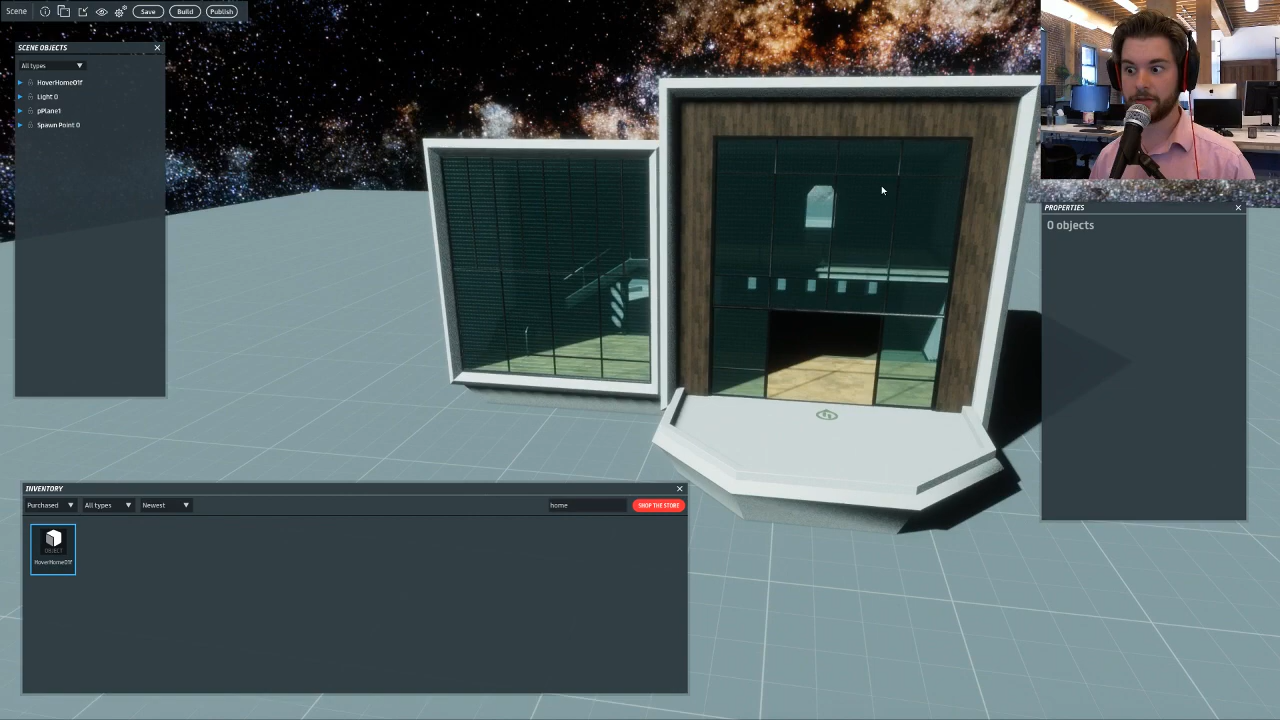 Scene Save Build Publish
SCENE OBJECTS
All types
HoverHome01f
Light 0
pPlane1
Spawn Point 0
PROPERTIES
0 objects
INVENTORY
Purchased All types Newest home SHOP THE STORE
OBJECT
HoverHome01f